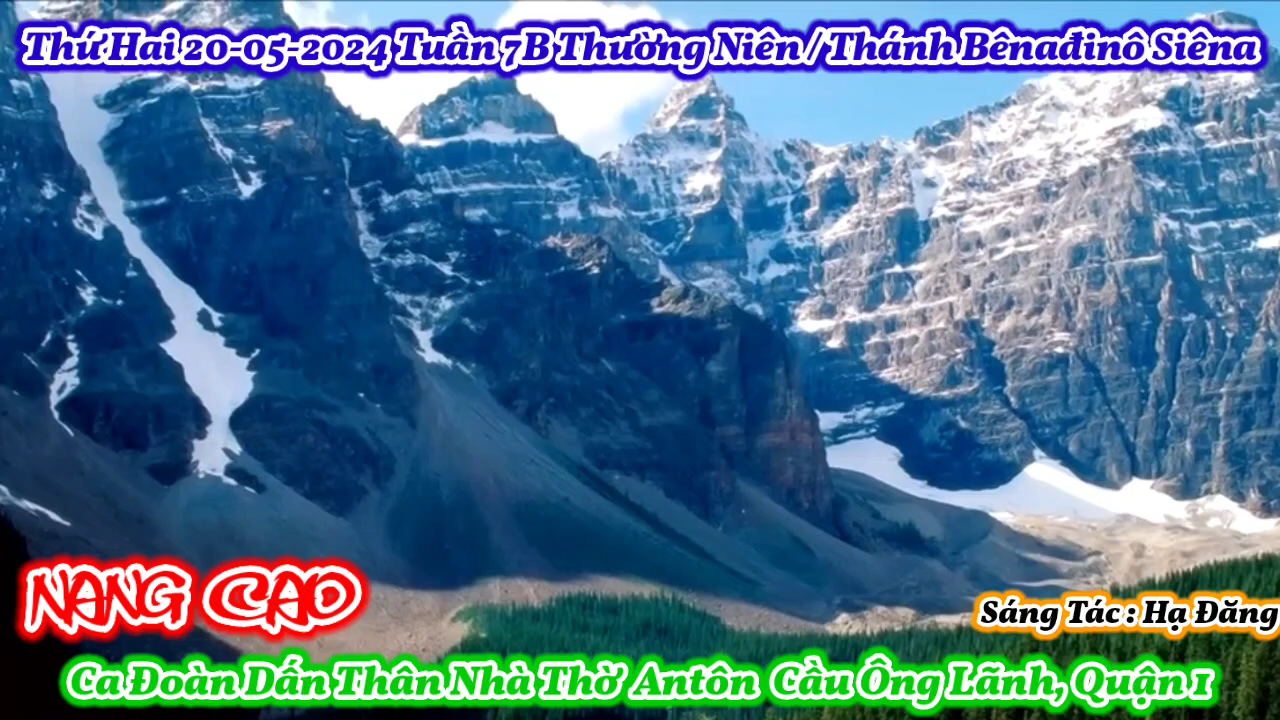 Thứ Hai 20-05-2024 Tuần 7B Thường Niên / Thánh Bênađinô Siêna
NANG CAO
Sáng Tác : Hạ Đăng
Ca Đoàn Dấn Thân Nhà Thờ Antôn Cầu Ông Lãnh, Quận 1